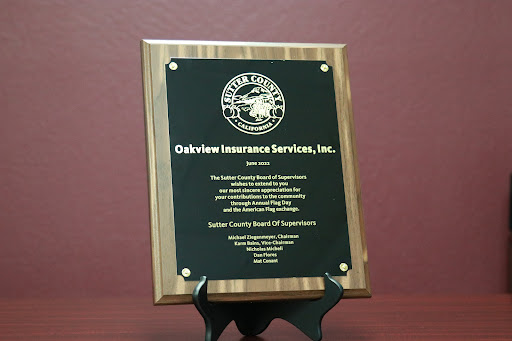 SUTTER COUNTY
CALIFORNIA
Oakview Insurance Services, Inc.
June 2022
The Sutter County Board of Supervisors
wishes to extend to you
our most sincere appreciation for
your contributions to the community
through Annual Flag Day
and the American Flag exchange.
Sutter County Board Of Supervisors
Michael Ziegenmeyer, Chairman
Karm Bains, Vice-Chairman
Nicholas Micheli
Dan Flores
Mat Conant